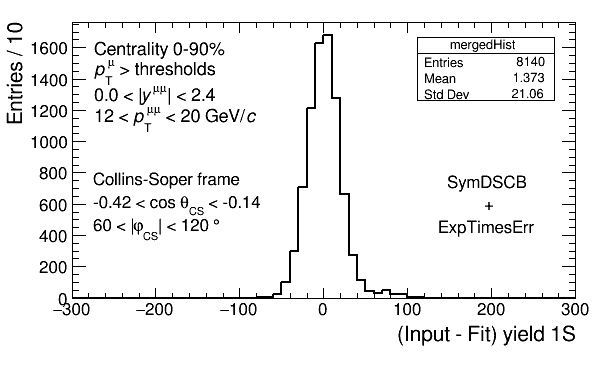 Entries / 10
1600
1400
1200
1000
800
600
400
200
0
Centrality 0-90%
p_T^μ > thresholds
0.0 < |y^μμ| < 2.4
12 < p_T^μμ < 20 GeV/c
Collins-Soper frame
-0.42 < cos θ_CS < -0.14
60 < |φ_CS| < 120 °
mergedHist
Entries 8140
Mean 1.373
Std Dev 21.06
SymDSCB
+
ExpTimesErr
−300 −200 −100 0 100 200 300
(Input - Fit) yield 1S